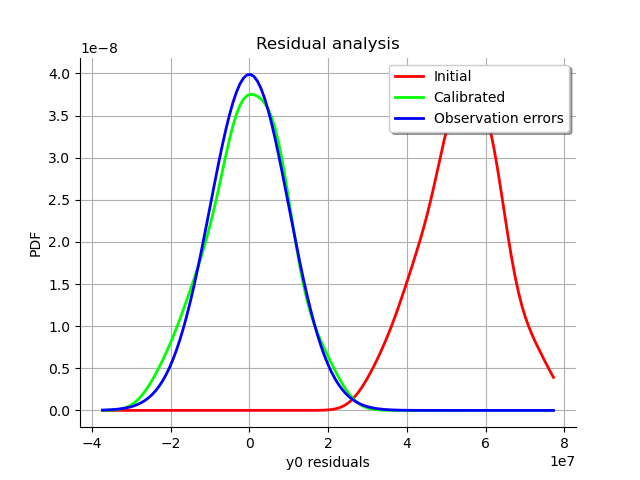 Residual analysis
1e−8
4.0
3.5
3.0
2.5
2.0
1.5
1.0
0.5
0.0
PDF
Initial
Calibrated
Observation errors
−4 −2 0 2 4 6 8
y0 residuals
1e7